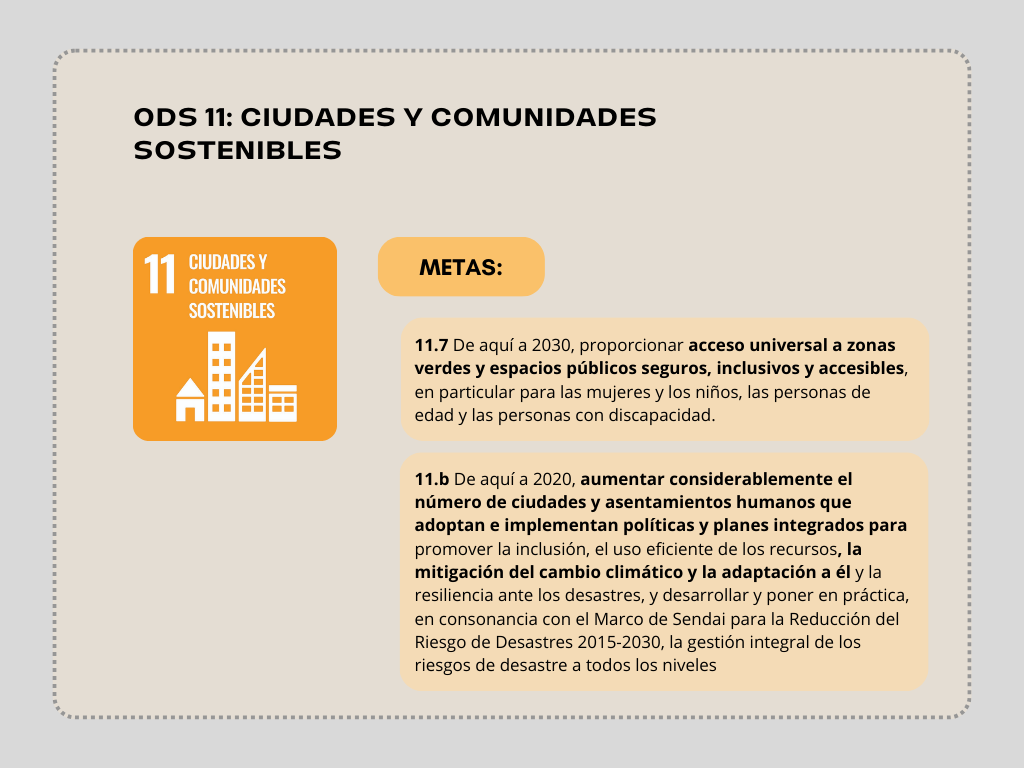 ODS 11: CIUDADES Y COMUNIDADES
SOSTENIBLES
11 CIUDADES Y
COMUNIDADES
SOSTENIBLES
METAS:
11.7 De aquí a 2030, proporcionar acceso universal a zonas
verdes y espacios públicos seguros, inclusivos y accesibles,
en particular para las mujeres y los niños, las personas de
edad y las personas con discapacidad.
11.b De aquí a 2020, aumentar considerablemente el
número de ciudades y asentamientos humanos que
adoptan e implementan políticas y planes integrados para
promover la inclusión, el uso eficiente de los recursos, la
mitigación del cambio climático y la adaptación a él y la
resiliencia ante los desastres, y desarrollar y poner en práctica,
en consonancia con el Marco de Sendai para la Reducción del
Riesgo de Desastres 2015-2030, la gestión integral de los
riesgos de desastre a todos los niveles